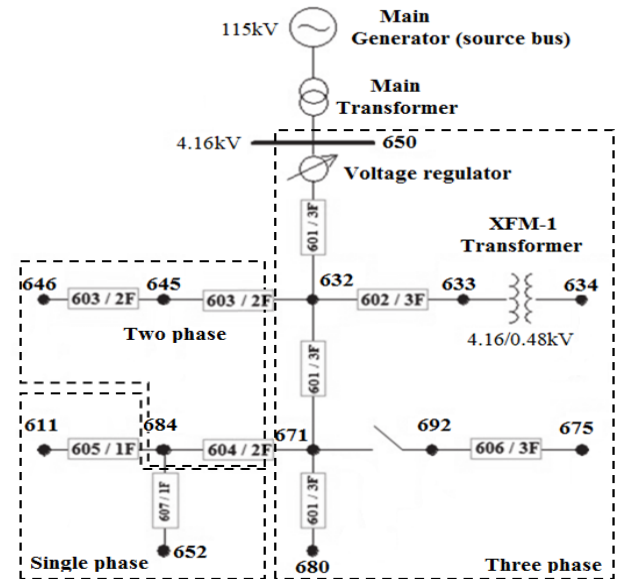 115kV
Main
Generator (source bus)
Main
Transformer
4.16kV
650
Voltage regulator
601 / 3F
XFM-1
Transformer
646
645
632
633
634
603 / 2F
603 / 2F
602 / 3F
4.16/0.48kV
Two phase
601 / 3F
611
684
671
692
675
605 / 1F
604 / 2F
606 / 3F
607 / 1F
601 / 3F
652
680
Single phase
Three phase